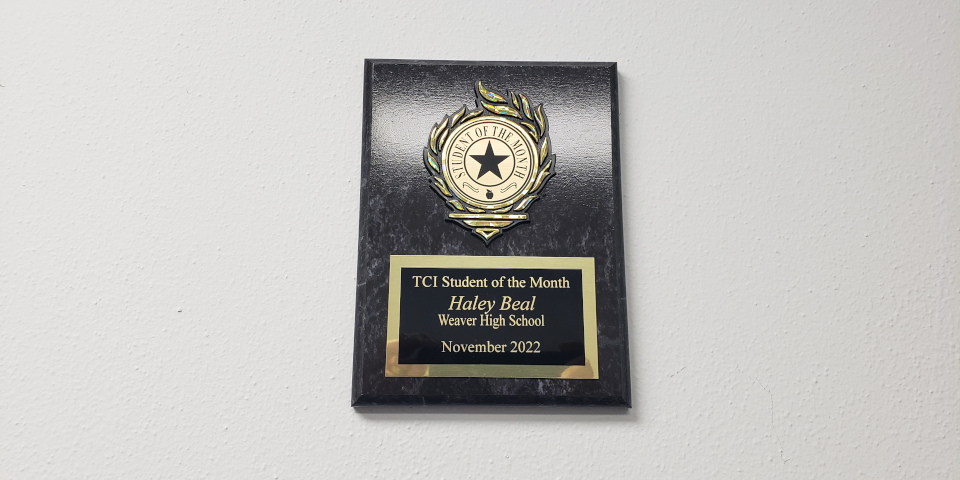 STUDENT OF THE MONTH
TCI Student of the Month
Haley Beal
Weaver High School
November 2022